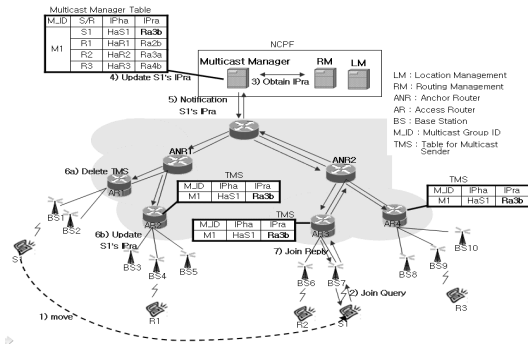 Multicast Manager Table
M_ID S/R IPha IPra
M1 S1 HaS1 Ra3b
R1 HaR1 Ra2b
R2 HaR2 Ra3a
R3 HaR3 Ra4b
4) Update S1's IPra
NCPF
Multicast Manager
RM
LM
3) Obtain IPra
5) Notification
S1's IPra
LM : Location Management
RM : Routing Management
ANR : Anchor Router
AR : Access Router
BS : Base Station
M_ID : Multicast Group ID
TMS : Table for Multicast
Sender
ANR1
ANR2
6a) Delete TMS
AR1
TMS
M_ID IPha IPra
M1 HaS1 Ra3b
AR2
TMS
M_ID IPha IPra
M1 HaS1 Ra3b
AR3
TMS
M_ID IPha IPra
M1 HaS1 Ra3b
AR4
BS1
BS2
6b) Update
S1's IPra
BS3
BS4
BS5
7) Join Reply
BS6
BS7
2) Join Query
BS8
BS9
BS10
S1
1) move
R1
R2
S1
R3